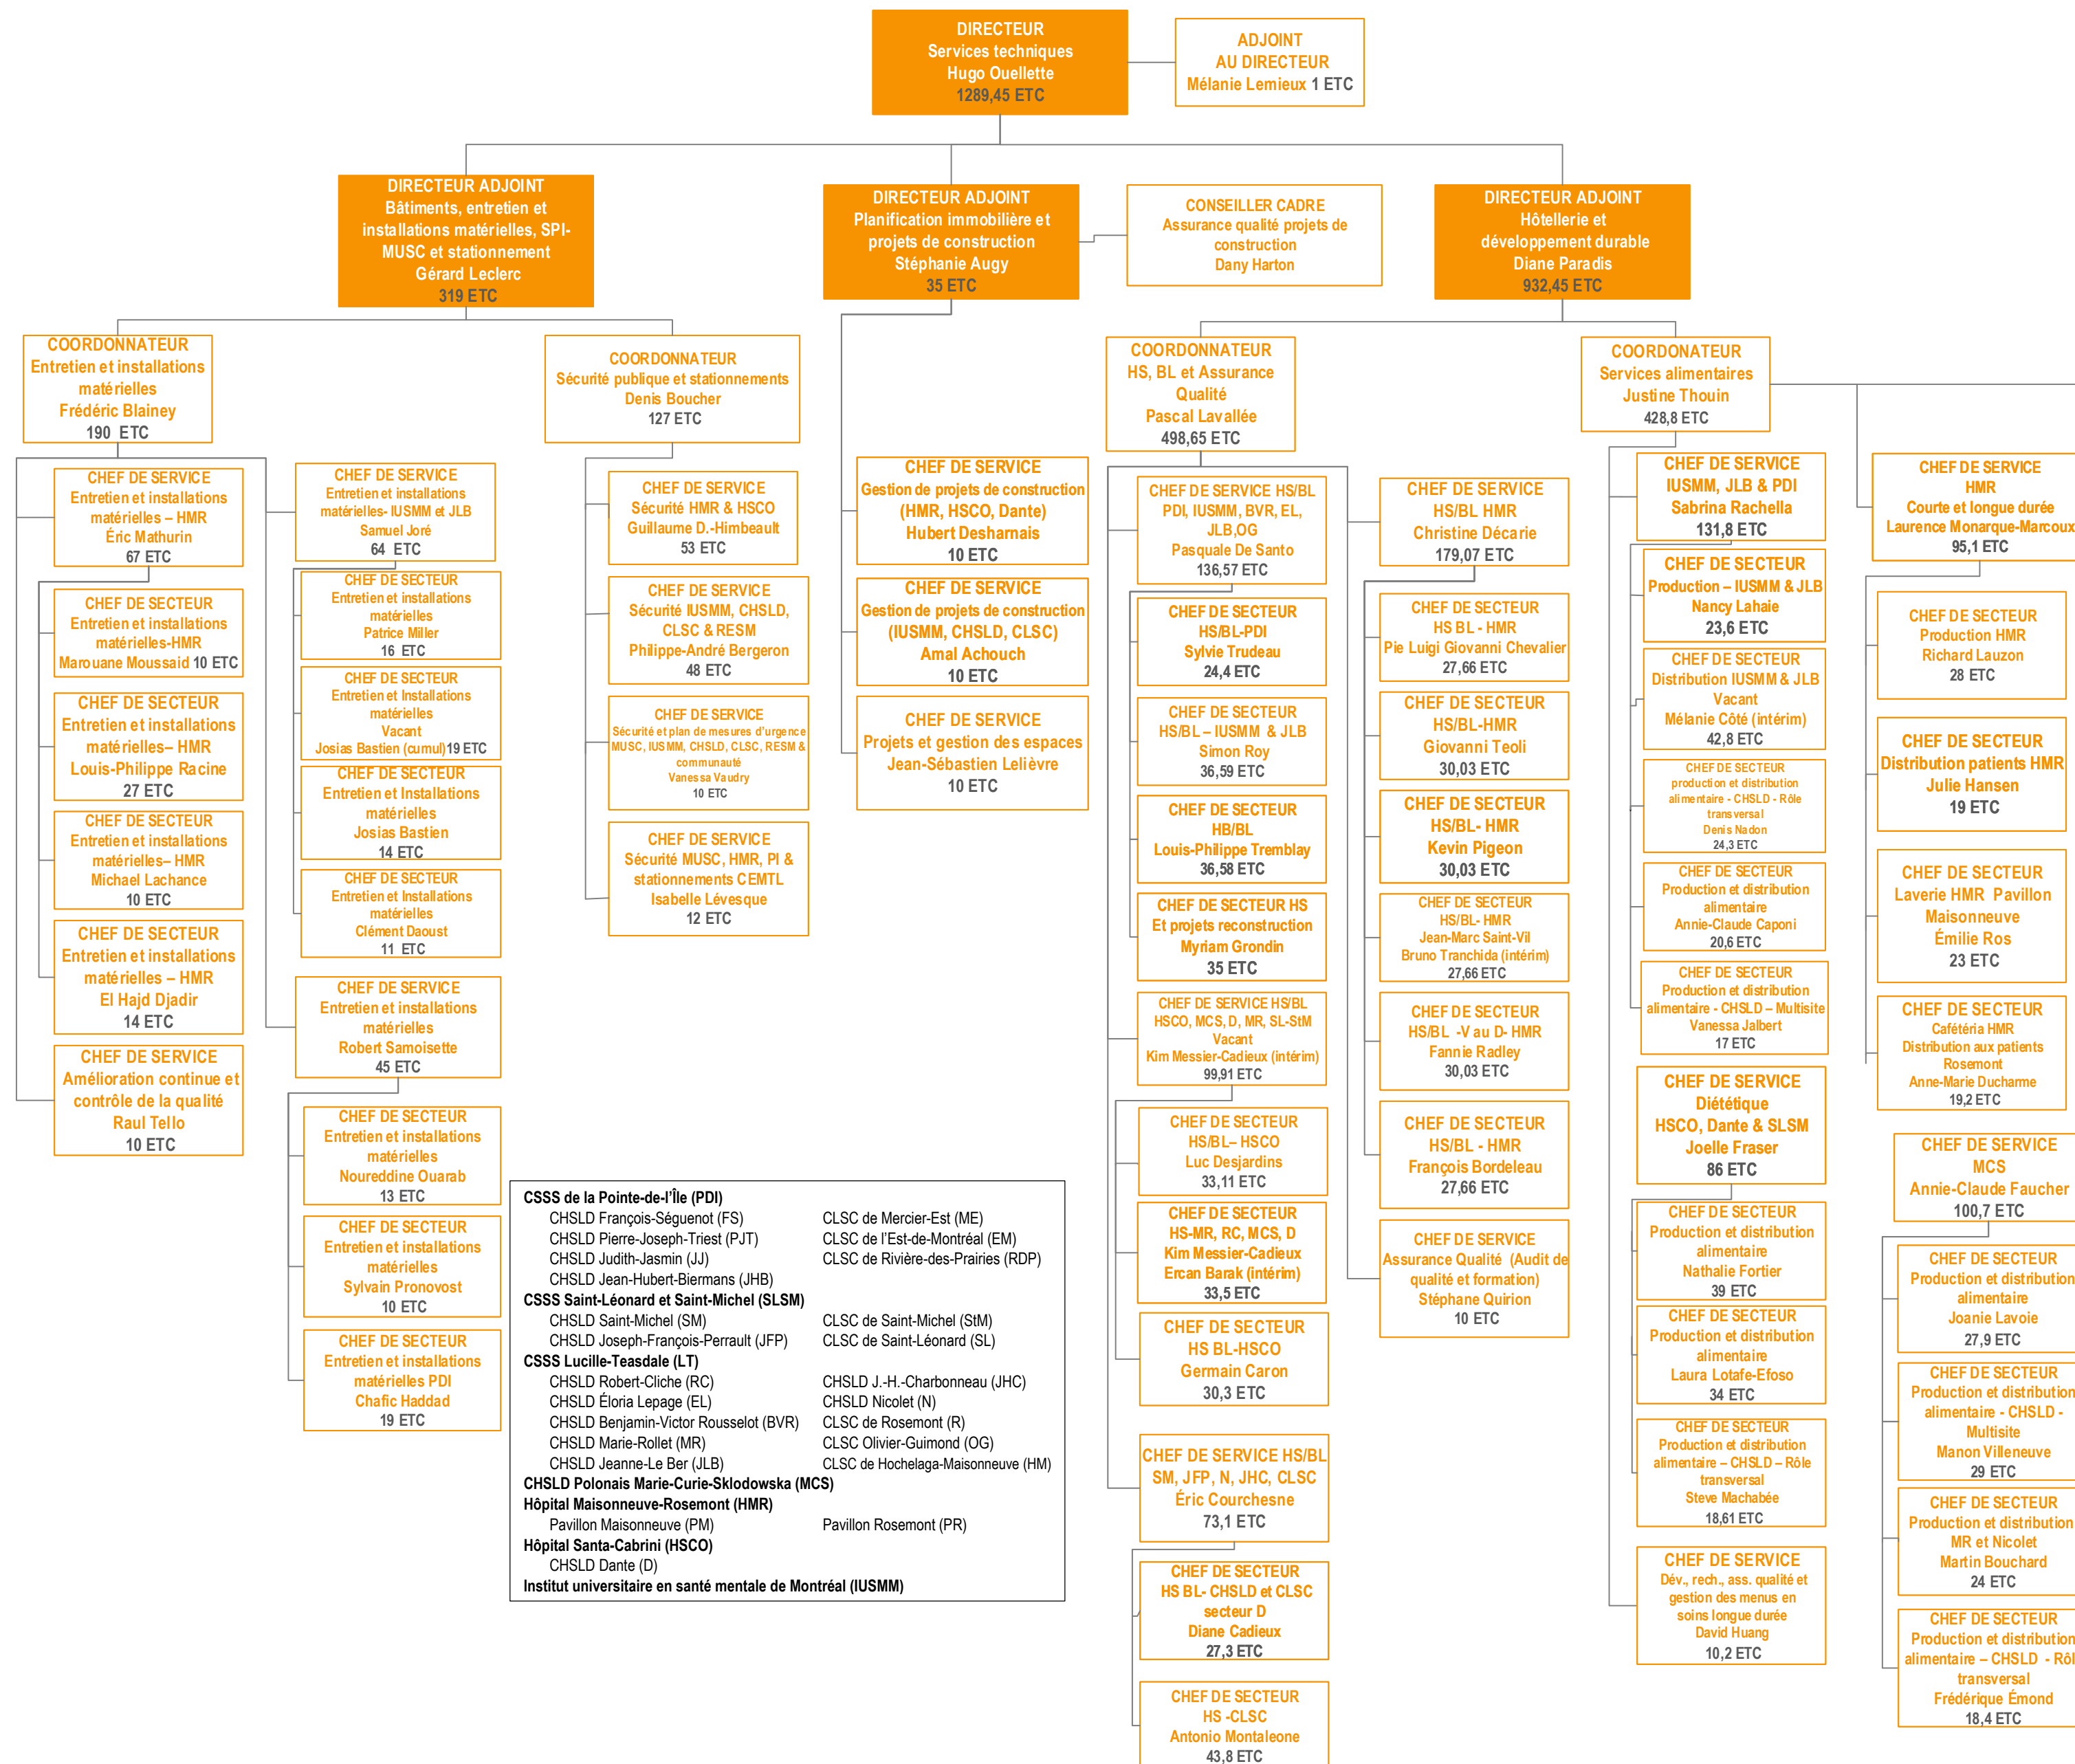 DIRECTEUR
Services techniques
Hugo Ouellette
1289,45 ETC
ADJOINT
AU DIRECTEUR
Mélanie Lemieux 1 ETC
DIRECTEUR ADJOINT
Bâtiments, entretien et
installations matérielles, SPI-
MUSC et stationnement
Gérard Leclerc
319 ETC
DIRECTEUR ADJOINT
Planification immobilière et
projets de construction
Stéphanie Augy
35 ETC
CONSEILLER CADRE
Assurance qualité projets de
construction
Dany Harton
DIRECTEUR ADJOINT
Hôtellerie et
développement durable
Diane Paradis
932,45 ETC
COORDONNATEUR
Entretien et installations
matérielles
Frédéric Blainey
190 ETC
COORDONNATEUR
Sécurité publique et stationnements
Denis Boucher
127 ETC
COORDONNATEUR
HS, BL et Assurance
Qualité
Pascal Lavallée
498,65 ETC
COORDONATEUR
Services alimentaires
Justine Thouin
428,8 ETC
CHEF DE SERVICE
Entretien et installations
matérielles – HMR
Éric Mathurin
67 ETC
CHEF DE SECTEUR
Entretien et installations
matérielles-HMR
Marouane Moussaid 10 ETC
CHEF DE SECTEUR
Entretien et installations
matérielles– HMR
Louis-Philippe Racine
27 ETC
CHEF DE SECTEUR
Entretien et installations
matérielles– HMR
Michael Lachance
10 ETC
CHEF DE SECTEUR
Entretien et installations
matérielles – HMR
El Hajd Djadir
14 ETC
CHEF DE SERVICE
Amélioration continue et
contrôle de la qualité
Raul Tello
10 ETC
CHEF DE SERVICE
Entretien et installations
matérielles- IUSMM et JLB
Samuel Joré
64 ETC
CHEF DE SECTEUR
Entretien et installations
matérielles
Patrice Miller
16 ETC
CHEF DE SECTEUR
Entretien et Installations
matérielles
Vacant
Josias Bastien (cumul)19 ETC
CHEF DE SECTEUR
Entretien et Installations
matérielles
Josias Bastien
14 ETC
CHEF DE SECTEUR
Entretien et Installations
matérielles
Clément Daoust
11 ETC
CHEF DE SERVICE
Entretien et installations
matérielles
Robert Samoisette
45 ETC
CHEF DE SECTEUR
Entretien et installations
matérielles
Noureddine Ouarab
13 ETC
CHEF DE SECTEUR
Entretien et installations
matérielles
Sylvain Pronovost
10 ETC
CHEF DE SECTEUR
Entretien et installations
matérielles PDI
Chafic Haddad
19 ETC
CHEF DE SERVICE
Sécurité HMR & HSCO
Guillaume D.-Himbeault
53 ETC
CHEF DE SERVICE
Sécurité IUSMM, CHSLD,
CLSC & RESM
Philippe-André Bergeron
48 ETC
CHEF DE SERVICE
Sécurité et plan de mesures d'urgence
MUSC, IUSMM, CHSLD, CLSC, RESM &
communauté
Vanessa Vaudry
10 ETC
CHEF DE SERVICE
Sécurité MUSC, HMR, PI &
stationnements CEMTL
Isabelle Lévesque
12 ETC
CHEF DE SERVICE
Gestion de projets de construction
(HMR, HSCO, Dante)
Hubert Desharnais
10 ETC
CHEF DE SERVICE
Gestion de projets de construction
(IUSMM, CHSLD, CLSC)
Amal Achouch
10 ETC
CHEF DE SERVICE
Projets et gestion des espaces
Jean-Sébastien Lelièvre
10 ETC
CHEF DE SERVICE HS/BL
PDI, IUSMM, BVR, EL,
JLB,OG
Pasquale De Santo
136,57 ETC
CHEF DE SECTEUR
HS/BL-PDI
Sylvie Trudeau
24,4 ETC
CHEF DE SECTEUR
HS/BL – IUSMM & JLB
Simon Roy
36,59 ETC
CHEF DE SECTEUR
HB/BL
Louis-Philippe Tremblay
36,58 ETC
CHEF DE SECTEUR HS
Et projets reconstruction
Myriam Grondin
35 ETC
CHEF DE SERVICE HS/BL
HSCO, MCS, D, MR, SL-StM
Vacant
Kim Messier-Cadieux (intérim)
99,91 ETC
CHEF DE SECTEUR
HS/BL– HSCO
Luc Desjardins
33,11 ETC
CHEF DE SECTEUR
HS-MR, RC, MCS, D
Kim Messier-Cadieux
Ercan Barak (intérim)
33,5 ETC
CHEF DE SECTEUR
HS BL-HSCO
Germain Caron
30,3 ETC
CHEF DE SERVICE HS/BL
SM, JFP, N, JHC, CLSC
Éric Courchesne
73,1 ETC
CHEF DE SECTEUR
HS BL- CHSLD et CLSC
secteur D
Diane Cadieux
27,3 ETC
CHEF DE SECTEUR
HS -CLSC
Antonio Montaleone
43,8 ETC
CHEF DE SERVICE
HS/BL HMR
Christine Décarie
179,07 ETC
CHEF DE SECTEUR
HS BL - HMR
Pie Luigi Giovanni Chevalier
27,66 ETC
CHEF DE SECTEUR
HS/BL-HMR
Giovanni Teoli
30,03 ETC
CHEF DE SECTEUR
HS/BL- HMR
Kevin Pigeon
30,03 ETC
CHEF DE SECTEUR
HS/BL- HMR
Jean-Marc Saint-Vil
Bruno Tranchida (intérim)
27,66 ETC
CHEF DE SECTEUR
HS/BL -V au D- HMR
Fannie Radley
30,03 ETC
CHEF DE SECTEUR
HS/BL - HMR
François Bordeleau
27,66 ETC
CHEF DE SERVICE
Assurance Qualité (Audit de
qualité et formation)
Stéphane Quirion
10 ETC
CHEF DE SERVICE
IUSMM, JLB & PDI
Sabrina Rachella
131,8 ETC
CHEF DE SECTEUR
Production – IUSMM & JLB
Nancy Lahaie
23,6 ETC
CHEF DE SECTEUR
Distribution IUSMM & JLB
Vacant
Mélanie Côté (intérim)
42,8 ETC
CHEF DE SECTEUR
production et distribution
alimentaire - CHSLD - Rôle
transversal
Denis Nadon
24,3 ETC
CHEF DE SECTEUR
Production et distribution
alimentaire
Annie-Claude Caponi
20,6 ETC
CHEF DE SECTEUR
Production et distribution
alimentaire - CHSLD – Multisite
Vanessa Jalbert
17 ETC
CHEF DE SERVICE
Diététique
HSCO, Dante & SLSM
Joelle Fraser
86 ETC
CHEF DE SECTEUR
Production et distribution
alimentaire
Nathalie Fortier
39 ETC
CHEF DE SECTEUR
Production et distribution
alimentaire
Laura Lotafe-Efoso
34 ETC
CHEF DE SECTEUR
Production et distribution
alimentaire – CHSLD – Rôle
transversal
Steve Machabée
18,61 ETC
CHEF DE SERVICE
Dév., rech., ass. qualité et
gestion des menus en
soins longue durée
David Huang
10,2 ETC
CHEF DE SERVICE
HMR
Courte et longue durée
Laurence Monarque-Marcoux
95,1 ETC
CHEF DE SECTEUR
Production HMR
Richard Lauzon
28 ETC
CHEF DE SECTEUR
Distribution patients HMR
Julie Hansen
19 ETC
CHEF DE SECTEUR
Laverie HMR Pavillon
Maisonneuve
Émilie Ros
23 ETC
CHEF DE SECTEUR
Cafétéria HMR
Distribution aux patients
Rosemont
Anne-Marie Ducharme
19,2 ETC
CHEF DE SERVICE
MCS
Annie-Claude Faucher
100,7 ETC
CHEF DE SECTEUR
Production et distribution
alimentaire
Joanie Lavoie
27,9 ETC
CHEF DE SECTEUR
Production et distribution
alimentaire - CHSLD -
Multisite
Manon Villeneuve
29 ETC
CHEF DE SECTEUR
Production et distribution
MR et Nicolet
Martin Bouchard
24 ETC
CHEF DE SECTEUR
Production et distribution
alimentaire – CHSLD - Rôl
transversal
Frédérique Émond
18,4 ETC
CSSS de la Pointe-de-l'Île (PDI)
CHSLD François-Séguenot (FS) CLSC de Mercier-Est (ME)
CHSLD Pierre-Joseph-Triest (PJT) CLSC de l'Est-de-Montréal (EM)
CHSLD Judith-Jasmin (JJ) CLSC de Rivière-des-Prairies (RDP)
CHSLD Jean-Hubert-Biermans (JHB)
CSSS Saint-Léonard et Saint-Michel (SLSM)
CHSLD Saint-Michel (SM) CLSC de Saint-Michel (StM)
CHSLD Joseph-François-Perrault (JFP) CLSC de Saint-Léonard (SL)
CSSS Lucille-Teasdale (LT)
CHSLD Robert-Cliche (RC) CHSLD J.-H.-Charbonneau (JHC)
CHSLD Éloria Lepage (EL) CHSLD Nicolet (N)
CHSLD Benjamin-Victor Rousselot (BVR) CLSC de Rosemont (R)
CHSLD Marie-Rollet (MR) CLSC Olivier-Guimond (OG)
CHSLD Jeanne-Le Ber (JLB) CLSC de Hochelaga-Maisonneuve (HM)
CHSLD Polonais Marie-Curie-Sklodowska (MCS)
Hôpital Maisonneuve-Rosemont (HMR)
Pavillon Maisonneuve (PM) Pavillon Rosemont (PR)
Hôpital Santa-Cabrini (HSCO)
CHSLD Dante (D)
Institut universitaire en santé mentale de Montréal (IUSMM)